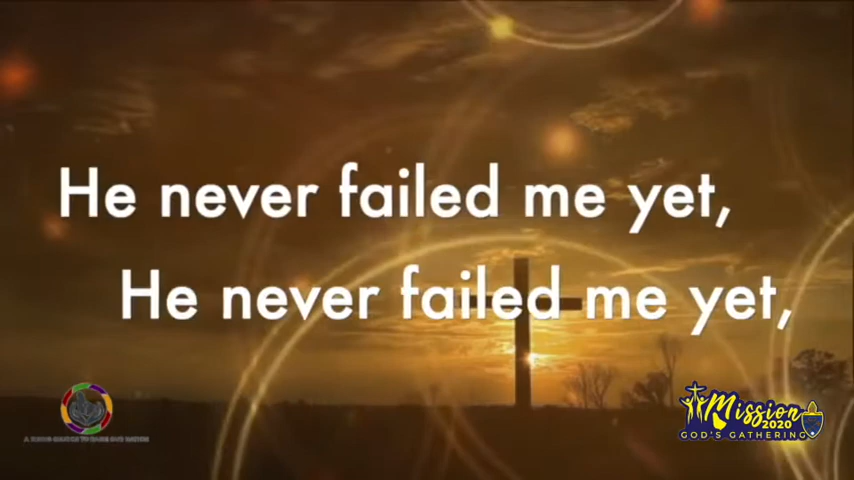 He never failed me yet,
He never failed me yet,
Mission
2020
GOD'S GATHERING